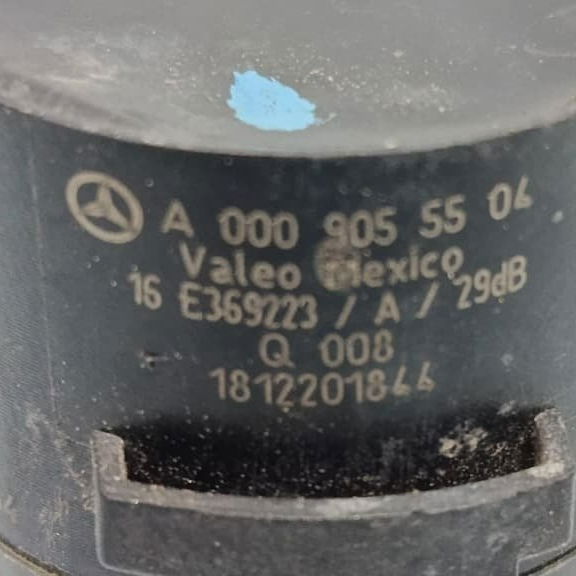 A 000 905 55 04
Valeo Mexico
16 E369223 / A / 29dB
Q 008
1812201844